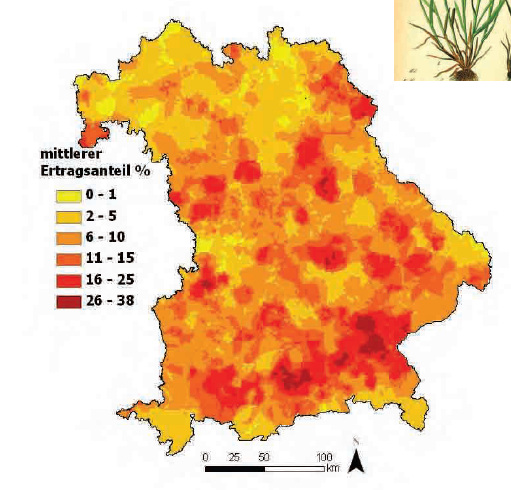 mittlerer
Ertragsanteil %
0 - 1
2 - 5
6 - 10
11 - 15
16 - 25
26 - 38
N
0 25 50 100
km